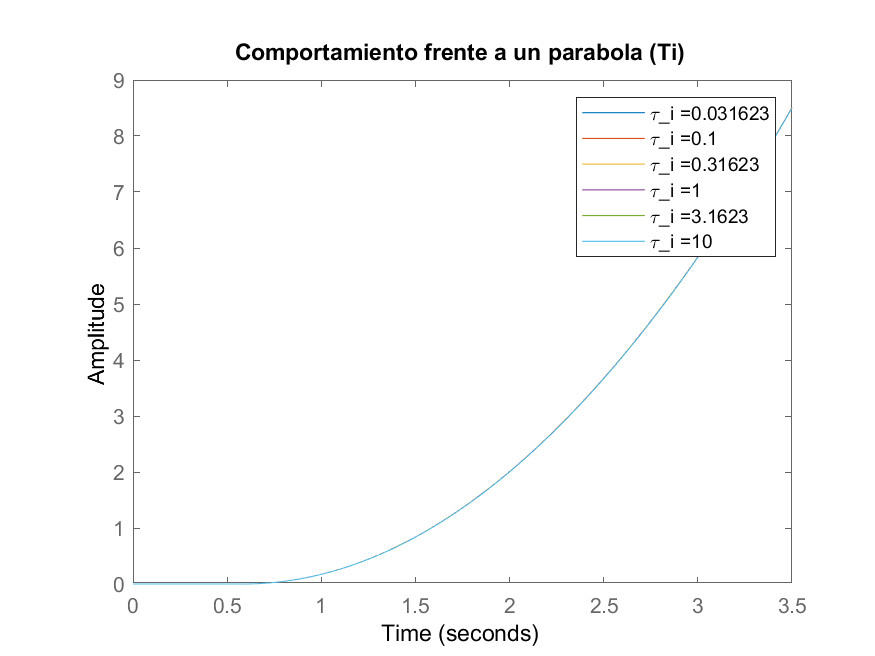 Comportamiento frente a un parabola (Ti)
9
8
7
6
5
4
3
2
1
0
Amplitude
τ_i =0.031623
τ_i =0.1
τ_i =0.31623
τ_i =1
τ_i =3.1623
τ_i =10
0 0.5 1 1.5 2 2.5 3 3.5
Time (seconds)